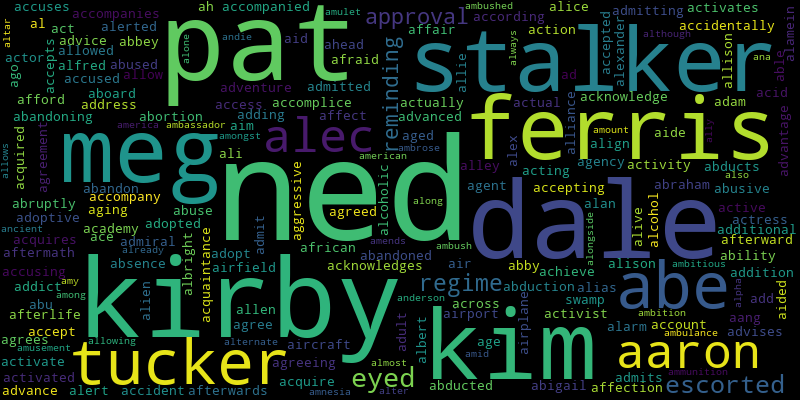 accuses accompanies ah accompanied amulet ambushed alice activates
altar al act alerted pat andie aid approval according admitting alamein
advice abbey alone ahead affair action accepted alexander accidentally
actor accepts allowed abused afraid stalker always although ana
ago alfred allow adventure admitted reminding allie allison able
accused access accomplice actually ad acid
afford aboard abortion affect advanced actual acknowledge adam
abandoning address adding alec ferris amount ally advantage
america ambassador amongst aged ambrose alex alliance aide
acquired agreement meg aim american alley align activity also
allows ali alcoholic acting agency abducts abraham
abandon ned along agent accepting abusive
abruptly accompany aggressive agreed dale alan alive alcohol active
aging abuse adopted african amends alongside actress
adoptive academy admit additional
ancient ace admiral acquaintance ambush afterward
acquires already albright adopt abandoned abby alison ambitious ability
aftermath absence airfield acknowledges air achieve
accusing amy alien kirby regime abduction alias abe alpha addition
addict among allen anderson across swamp ambition add aided
abu agree adult airport kim airplane activist
afterlife alternate albert age alarm account aang
agrees allowing aircraft almost amid ambulance advises
accept amusement tucker agreeing eyed aaron
activate
activated acquire abducted abigail admits ammunition
advance alert accident afterwards amnesia alter affection escorted